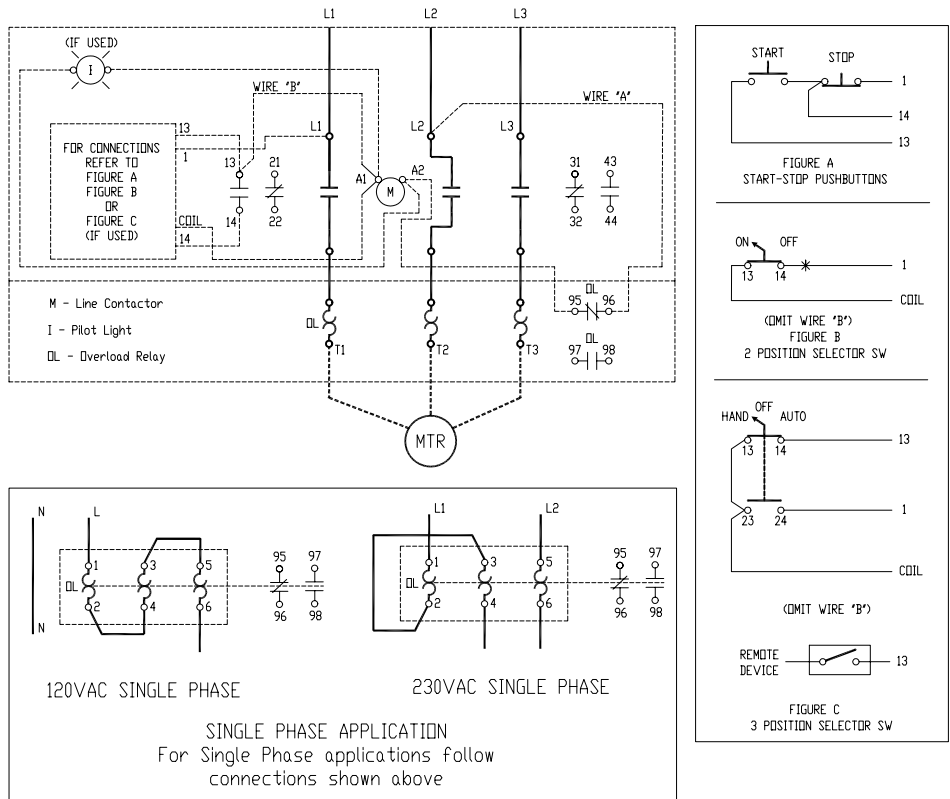 L1 L2 L3
(IF USED)
I
WIRE "B"
WIRE "A"
FOR CONNECTIONS
REFER TO
FIGURE A
FIGURE B
OR
FIGURE C
(IF USED)
13
1
COIL
14
13
14
21
22
L1
A1
M
A2
L2
L3
31
32
43
44
M - Line Contactor
I - Pilot Light
OL - Overload Relay
OL
T1
T2
T3
OL
95 96
97 98
MTR
START
STOP
1
14
13
FIGURE A
START-STOP PUSHBUTTONS
ON OFF
13 14
1
COIL
(OMIT WIRE "B")
FIGURE B
2 POSITION SELECTOR SW
HAND OFF AUTO
13 14
13
23 24
1
COIL
(OMIT WIRE "B")
REMOTE
DEVICE
13
FIGURE C
3 POSITION SELECTOR SW
N L
1 3 5
OL
2 4 6
N
95 97
96 98
120VAC SINGLE PHASE
L1 L2
1 3 5
OL
2 4 6
95 97
96 98
230VAC SINGLE PHASE
SINGLE PHASE APPLICATION
For Single Phase applications follow
connections shown above